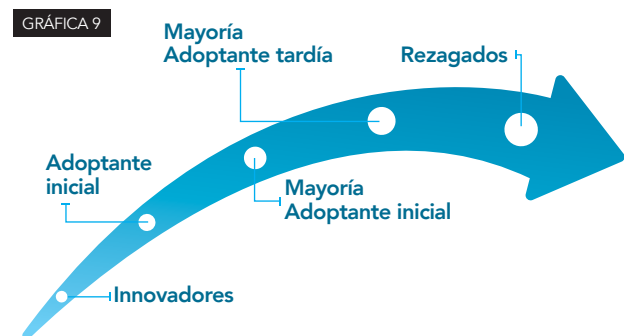 GRÁFICA 9
Mayoría
Adoptante tardía
Rezagados
Adoptante
inicial
Mayoría
Adoptante inicial
Innovadores